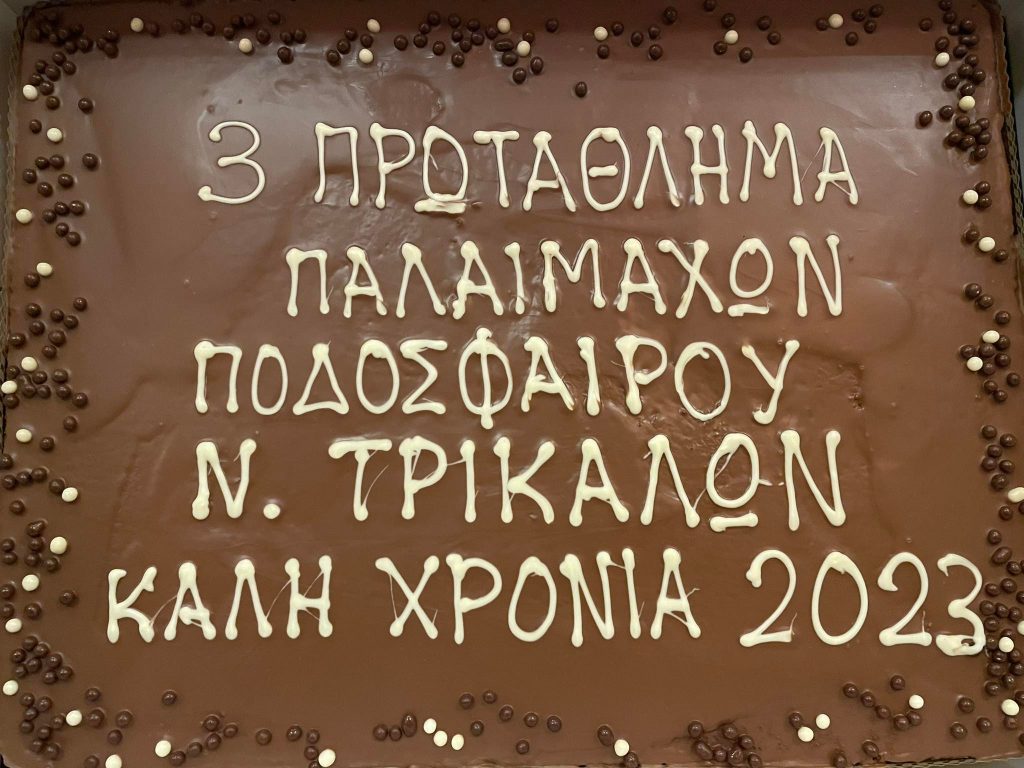 3 ΠΡΩΤΑΘΛΗΜΑ
ΠΑΛΑΙΜΑΧΩΝ
ΠΟΔΟΣΦΑΙΡΟΥ
Ν. ΤΡΙΚΑΛΩΝ
ΚΑΛΗ ΧΡΟΝΙΑ 2023